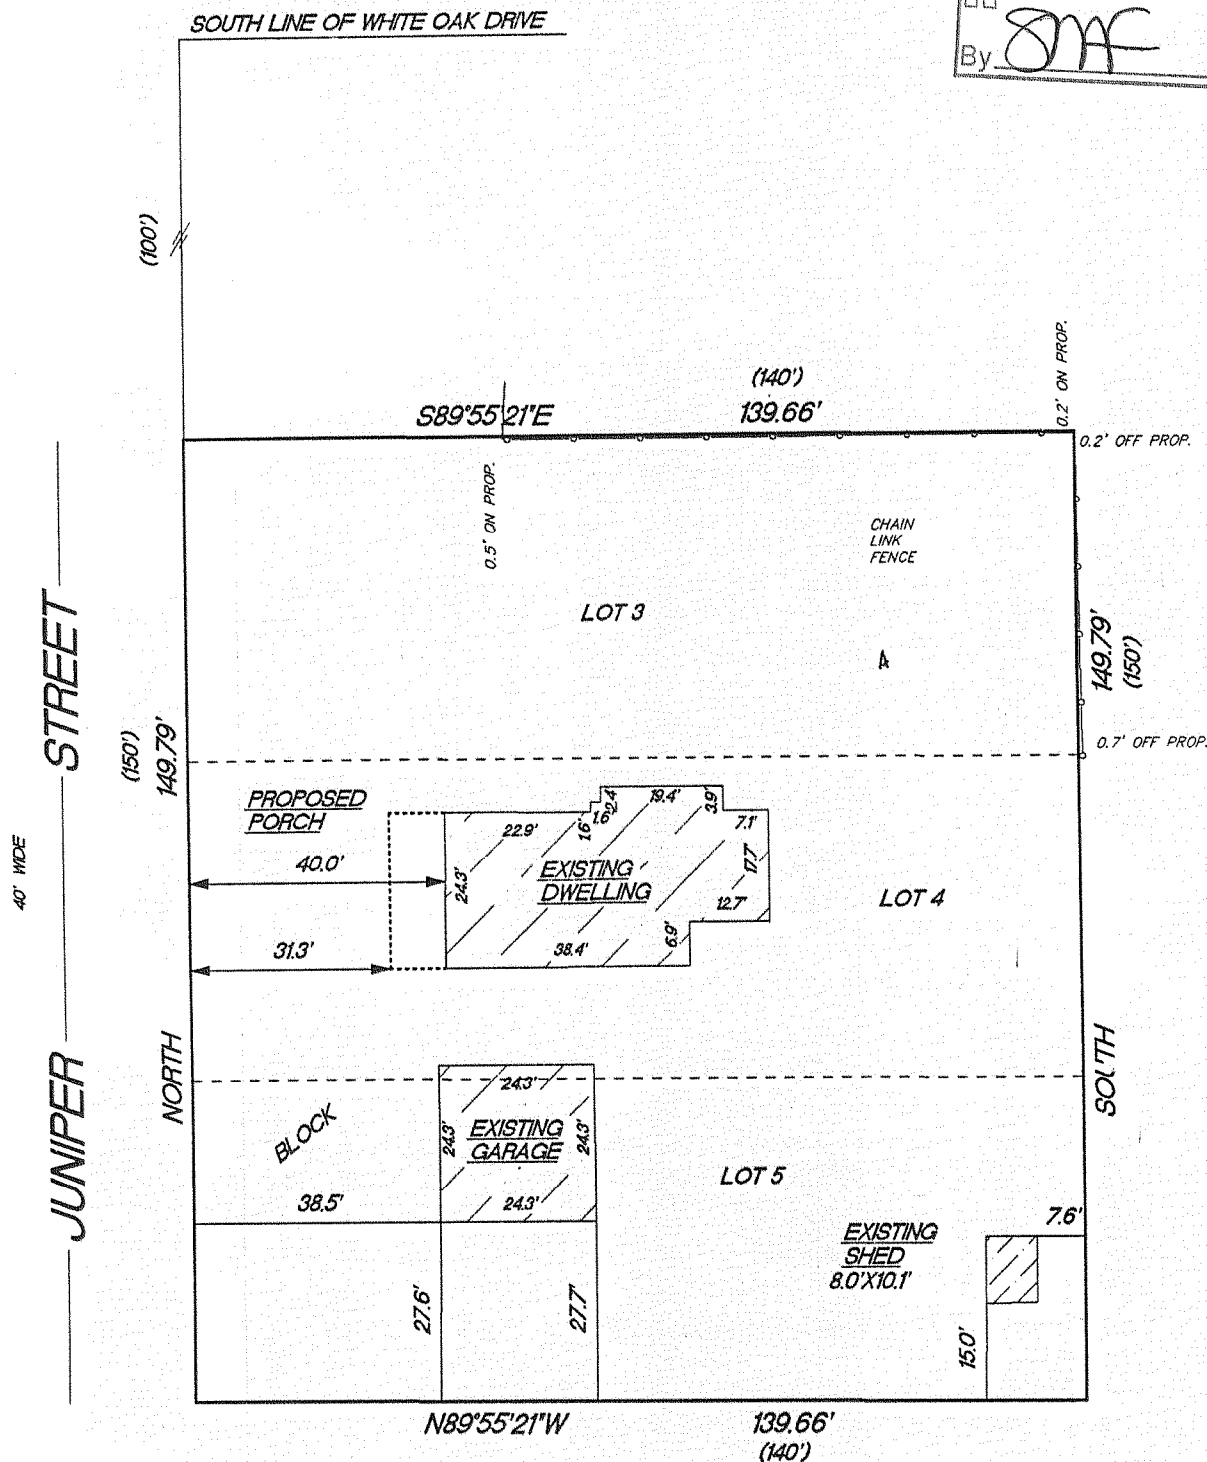 SOUTH LINE OF WHITE OAK DRIVE
By
(100')
(140')
S89°55'21"E
139.66'
0.2' ON PROP.
0.2' OFF PROP.
0.5' ON PROP.
CHAIN
LINK
FENCE
LOT 3
A
149.79'
(150')
0.7' OFF PROP.
(150')
149.79'
40' WIDE
JUNIPER STREET
PROPOSED
PORCH
40.0'
31.3'
22.9'
1.6'
1.6'
2.4'
19.4'
3.9'
7.1'
17.7'
12.7'
6.9'
38.4'
24.3'
EXISTING
DWELLING
LOT 4
NORTH
SOUTH
BLOCK
24.3'
24.3'
EXISTING
GARAGE
24.3'
24.3'
38.5'
LOT 5
7.6'
EXISTING
SHED
8.0'X10.1'
27.6'
27.7'
15.0'
N89°55'21"W
139.66'
(140')